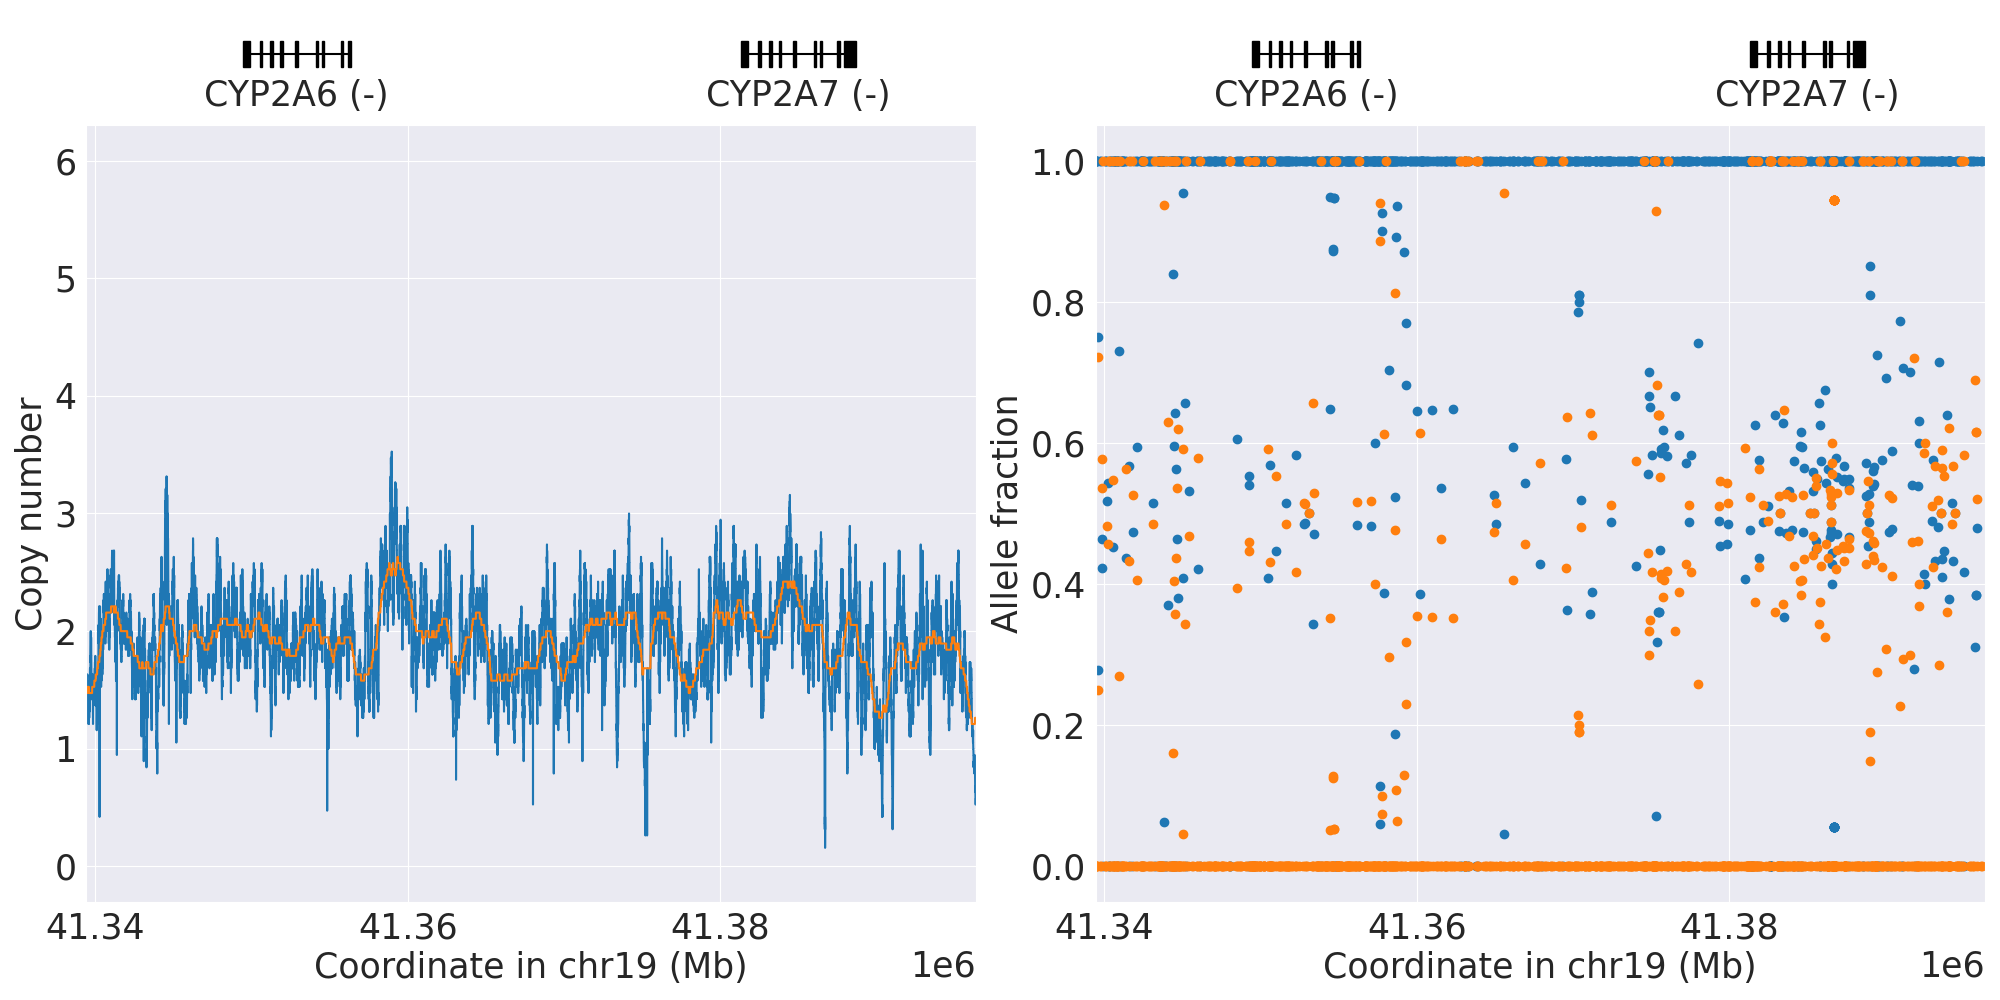 CYP2A6 (-)
CYP2A7 (-)
CYP2A6 (-)
CYP2A7 (-)
Copy number
6
5
4
3
2
1
0
41.34
41.36
41.38
Coordinate in chr19 (Mb)
1e6
Allele fraction
1.0
0.8
0.6
0.4
0.2
0.0
41.34
41.36
41.38
Coordinate in chr19 (Mb)
1e6